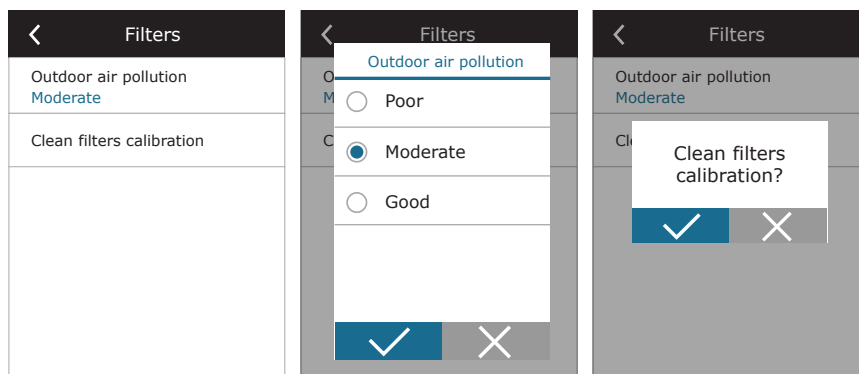 Filters
Outdoor air pollution
Moderate
Clean filters calibration
Filters
O
M
C
Outdoor air pollution
Poor
Moderate
Good
Filters
Outdoor air pollution
Moderate
Cl
Clean filters
calibration?